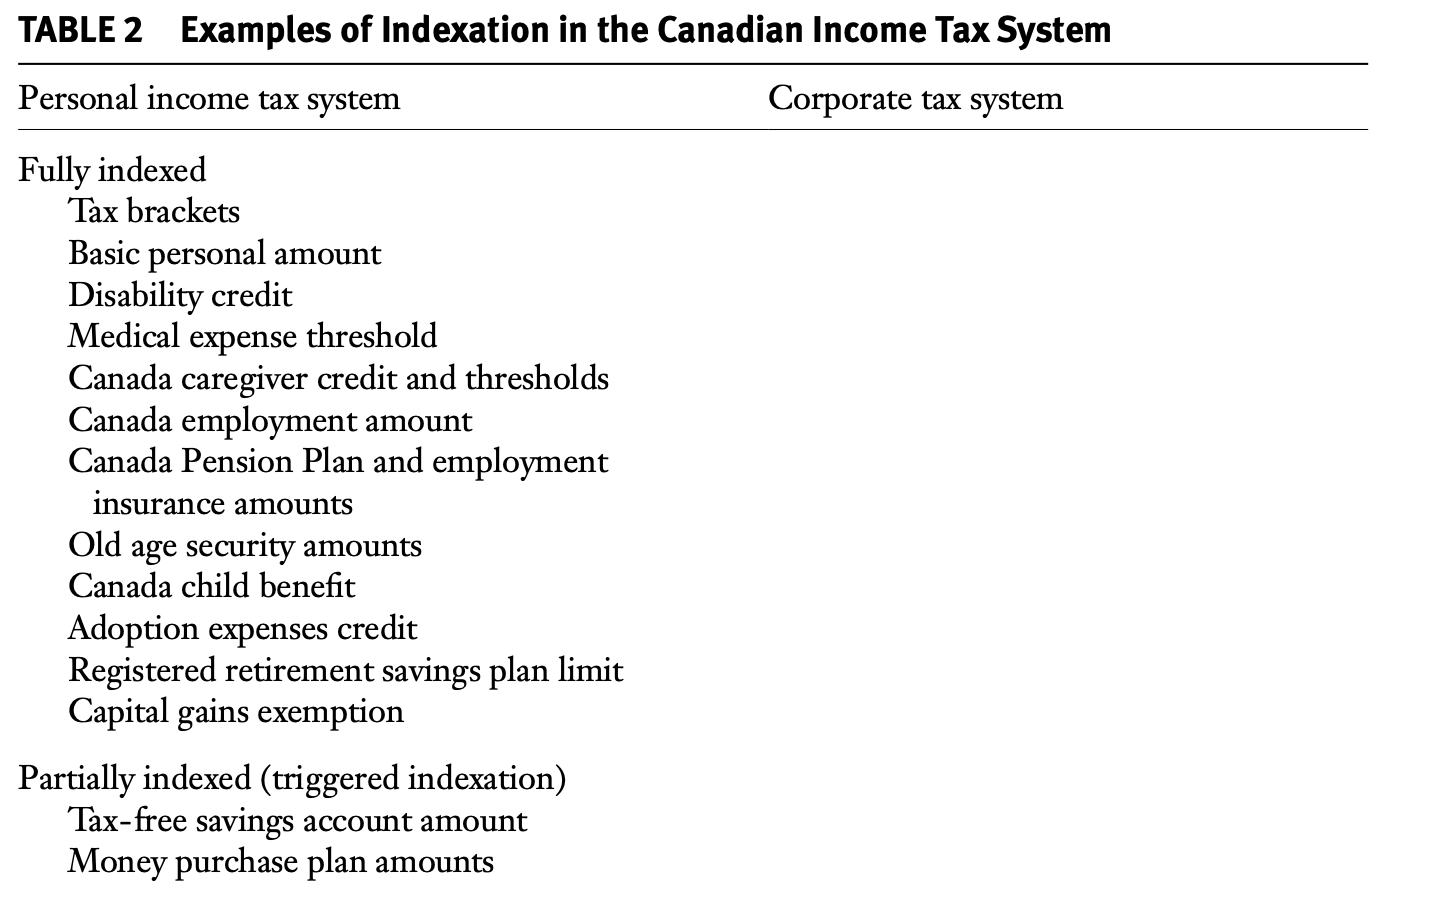 TABLE 2 Examples of Indexation in the Canadian Income Tax System
Personal income tax system Corporate tax system
Fully indexed
Tax brackets
Basic personal amount
Disability credit
Medical expense threshold
Canada caregiver credit and thresholds
Canada employment amount
Canada Pension Plan and employment
insurance amounts
Old age security amounts
Canada child benefit
Adoption expenses credit
Registered retirement savings plan limit
Capital gains exemption
Partially indexed (triggered indexation)
Tax-free savings account amount
Money purchase plan amounts